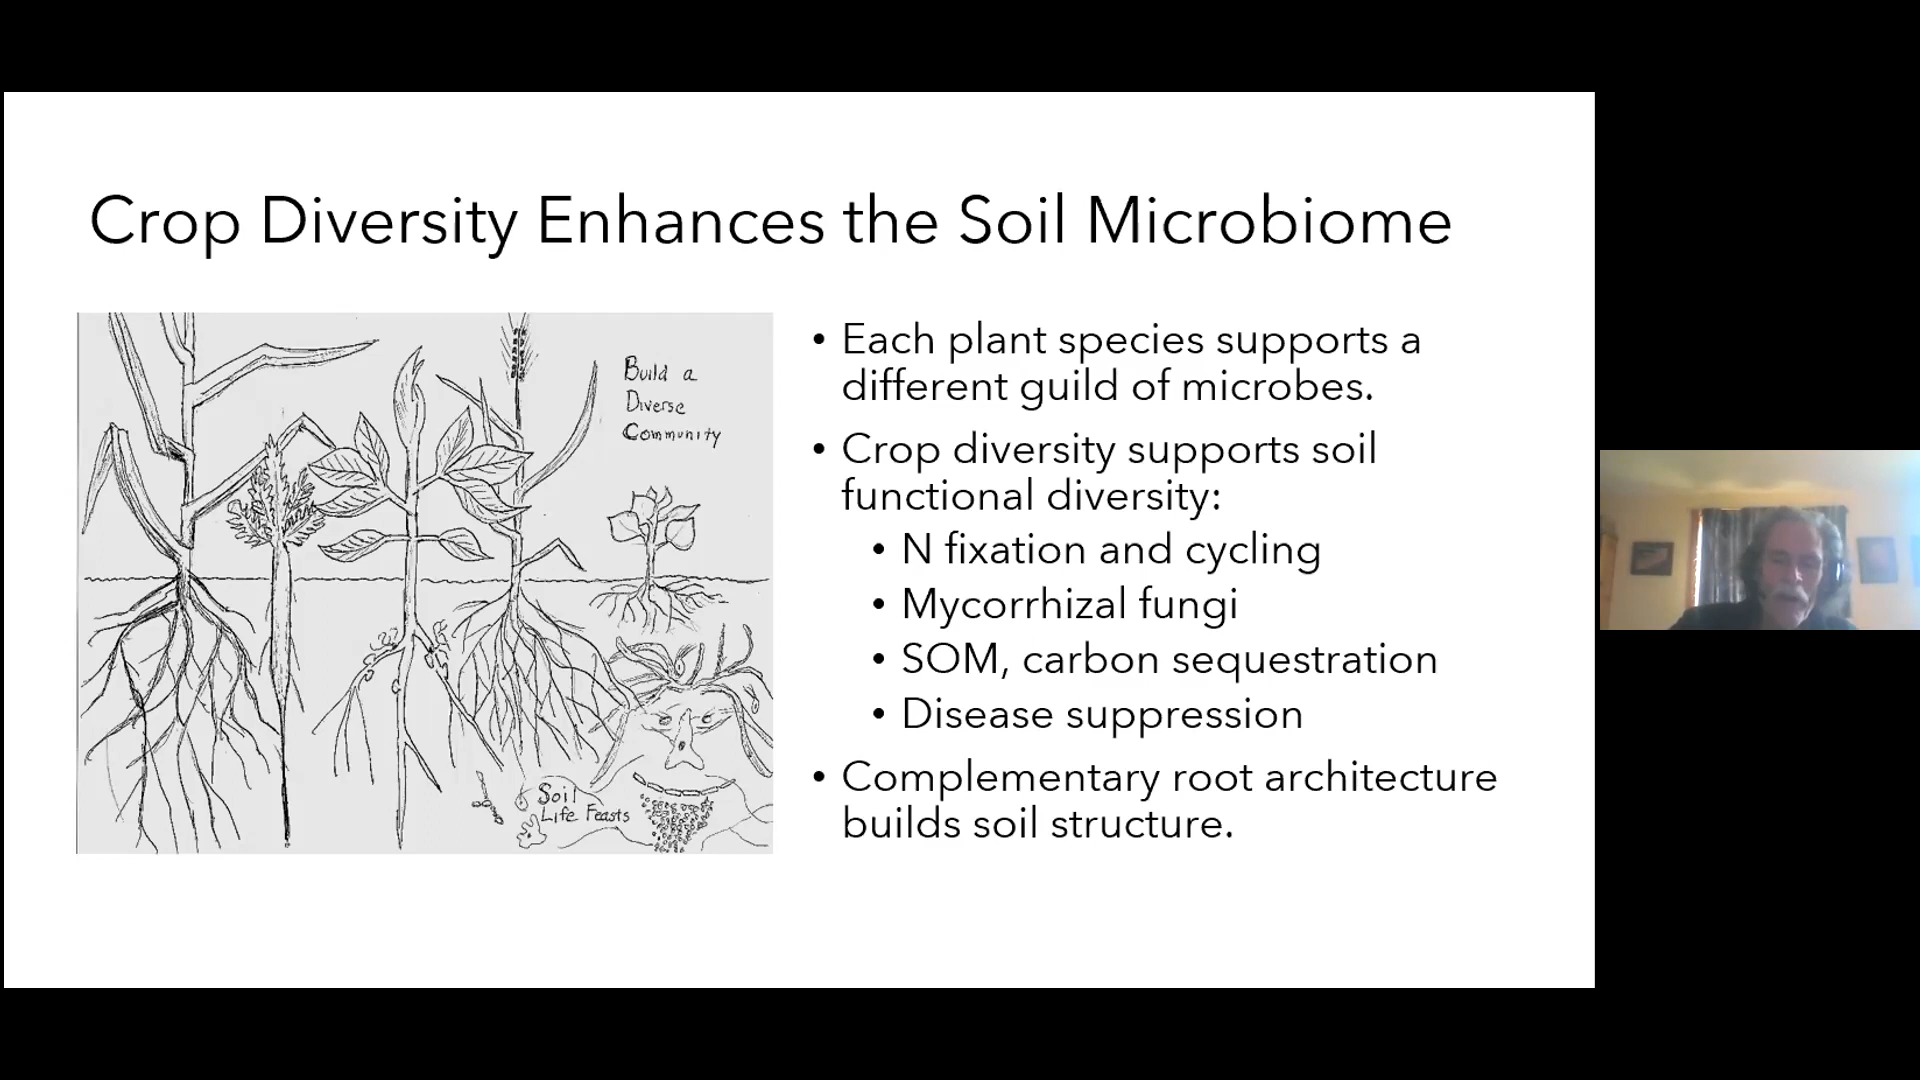 Crop Diversity Enhances the Soil Microbiome
Build a
Diverse
Community
Soil
Life Feasts
• Each plant species supports a
different guild of microbes.
• Crop diversity supports soil
functional diversity:
• N fixation and cycling
• Mycorrhizal fungi
• SOM, carbon sequestration
• Disease suppression
• Complementary root architecture
builds soil structure.